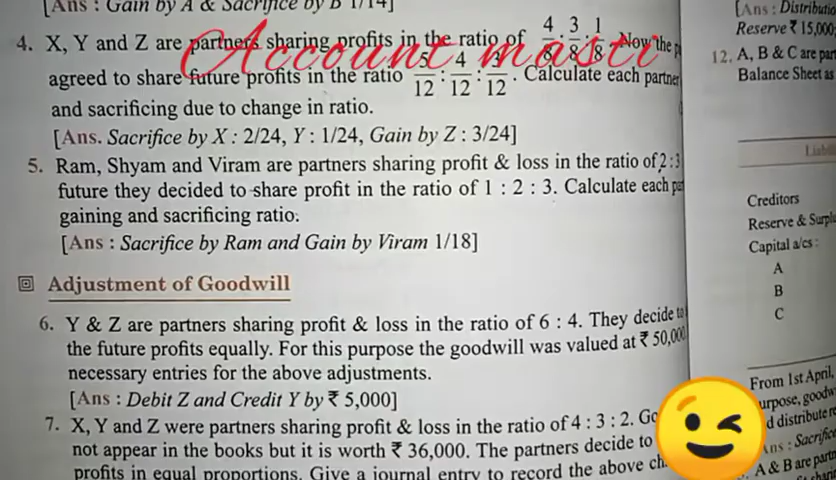 [Ans : Gain by A & Sacrifice by B 1/14]
4. X, Y and Z are partners sharing profits in the ratio of 4/8 : 3/8 : 1/8. Now the
agreed to share future profits in the ratio 5/12 : 4/12 : 3/12. Calculate each partner
and sacrificing due to change in ratio.
[Ans. Sacrifice by X : 2/24, Y : 1/24, Gain by Z : 3/24]
5. Ram, Shyam and Viram are partners sharing profit & loss in the ratio of 2 : 3
future they decided to share profit in the ratio of 1 : 2 : 3. Calculate each
gaining and sacrificing ratio.
[Ans : Sacrifice by Ram and Gain by Viram 1/18]
Adjustment of Goodwill
6. Y & Z are partners sharing profit & loss in the ratio of 6 : 4. They decide to
the future profits equally. For this purpose the goodwill was valued at ₹ 50,000
necessary entries for the above adjustments.
[Ans : Debit Z and Credit Y by ₹ 5,000]
7. X, Y and Z were partners sharing profit & loss in the ratio of 4 : 3 : 2. Go
not appear in the books but it is worth ₹ 36,000. The partners decide to
profits in equal proportions. Give a journal entry to record the above ch
Account masti
[Ans : Distributio
Reserve ₹ 15,000;
12. A, B & C are part
Balance Sheet as
Liabili
Creditors
Reserve & Surplu
Capital a/cs :
A
B
C
From 1st April,
urpose, goodw
d distribute r
Ans : Sacrifice
A & B are partn